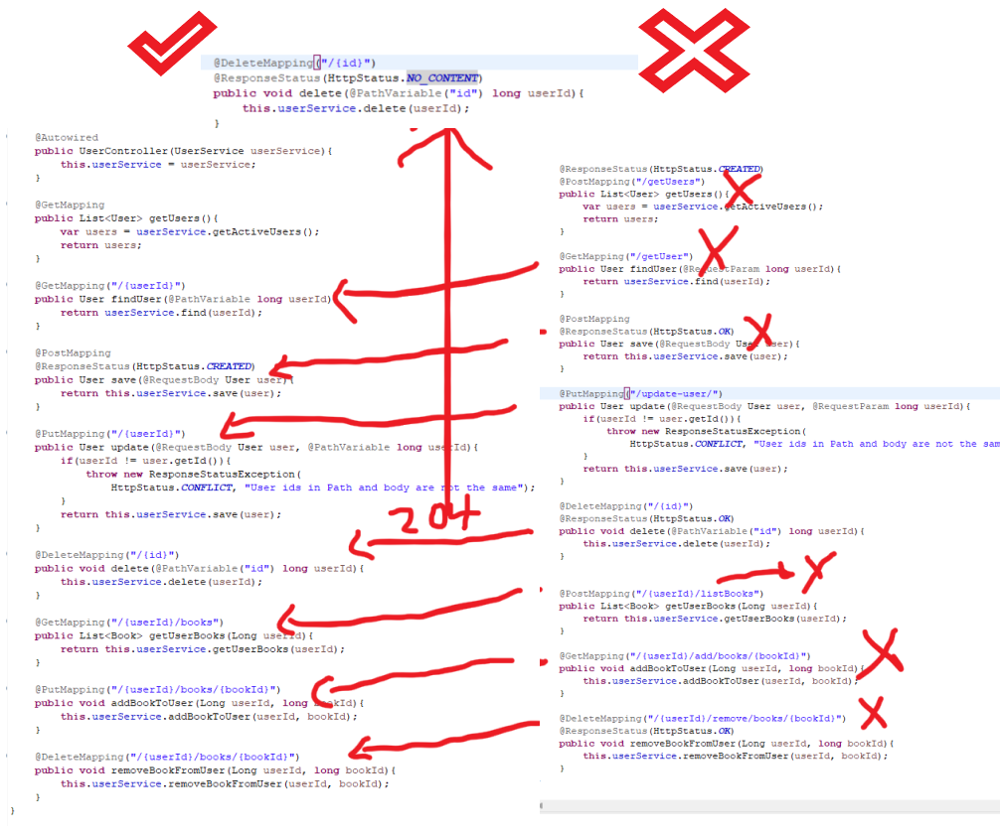 @DeleteMapping("/{id}")
@ResponseStatus(HttpStatus.NO_CONTENT)
public void delete(@PathVariable("id") long userId){
this.userService.delete(userId);
}
@Autowired
public UserController(UserService userService){
this.userService = userService;
}
@GetMapping
public List<User> getUsers(){
var users = userService.getActiveUsers();
return users;
}
@GetMapping("/{userId}")
public User findUser(@PathVariable long userId)
return userService.find(userId);
}
@PostMapping
@ResponseStatus(HttpStatus.CREATED)
public User save(@RequestBody User user){
return this.userService.save(user);
}
@PutMapping("/{userId}")
public User update(@RequestBody User user, @PathVariable long userId){
if(userId != user.getId()){
throw new ResponseStatusException(
HttpStatus.CONFLICT, "User ids in Path and body are not the same");
}
return this.userService.save(user);
}
204
@DeleteMapping("/{id}")
public void delete(@PathVariable("id") long userId){
this.userService.delete(userId);
}
@GetMapping("/{userId}/books")
public List<Book> getUserBooks(Long userId){
return this.userService.getUserBooks(userId);
}
@PutMapping("/{userId}/books/{bookId}")
public void addBookToUser(Long userId, long bookId){
this.userService.addBookToUser(userId, bookId);
}
@DeleteMapping("/{userId}/books/{bookId}")
public void removeBookFromUser(Long userId, long bookId){
this.userService.removeBookFromUser(userId, bookId);
}
}
@ResponseStatus(HttpStatus.CREATED)
@PostMapping("/getUsers")
public List<User> getUsers(){
var users = userService.getActiveUsers();
return users;
}
@GetMapping("/getUser")
public User findUser(@RequestParam long userId){
return userService.find(userId);
}
@PostMapping
@ResponseStatus(HttpStatus.OK)
public User save(@RequestBody User user){
return this.userService.save(user);
}
@PutMapping("/update-user/")
public User update(@RequestBody User user, @RequestParam long userId){
if(userId != user.getId()){
throw new ResponseStatusException(
HttpStatus.CONFLICT, "User ids in Path and body are not the sam
}
return this.userService.save(user);
}
@DeleteMapping("/{id}")
@ResponseStatus(HttpStatus.OK)
public void delete(@PathVariable("id") long userId){
this.userService.delete(userId);
}
@PostMapping("/{userId}/listBooks")
public List<Book> getUserBooks(Long userId){
return this.userService.getUserBooks(userId);
}
@GetMapping("/{userId}/add/books/{bookId}")
public void addBookToUser(Long userId, long bookId){
this.userService.addBookToUser(userId, bookId);
}
@DeleteMapping("/{userId}/remove/books/{bookId}")
@ResponseStatus(HttpStatus.OK)
public void removeBookFromUser(Long userId, long bookId){
this.userService.removeBookFromUser(userId, bookId);
}